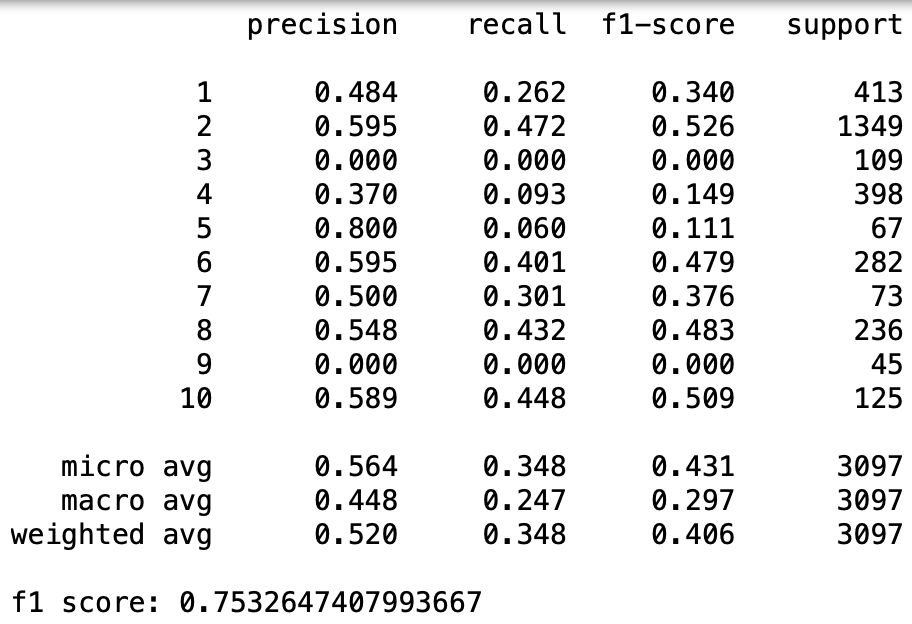 precision recall f1-score support
1 0.484 0.262 0.340 413
2 0.595 0.472 0.526 1349
3 0.000 0.000 0.000 109
4 0.370 0.093 0.149 398
5 0.800 0.060 0.111 67
6 0.595 0.401 0.479 282
7 0.500 0.301 0.376 73
8 0.548 0.432 0.483 236
9 0.000 0.000 0.000 45
10 0.589 0.448 0.509 125
micro avg 0.564 0.348 0.431 3097
macro avg 0.448 0.247 0.297 3097
weighted avg 0.520 0.348 0.406 3097
f1 score: 0.7532647407993667